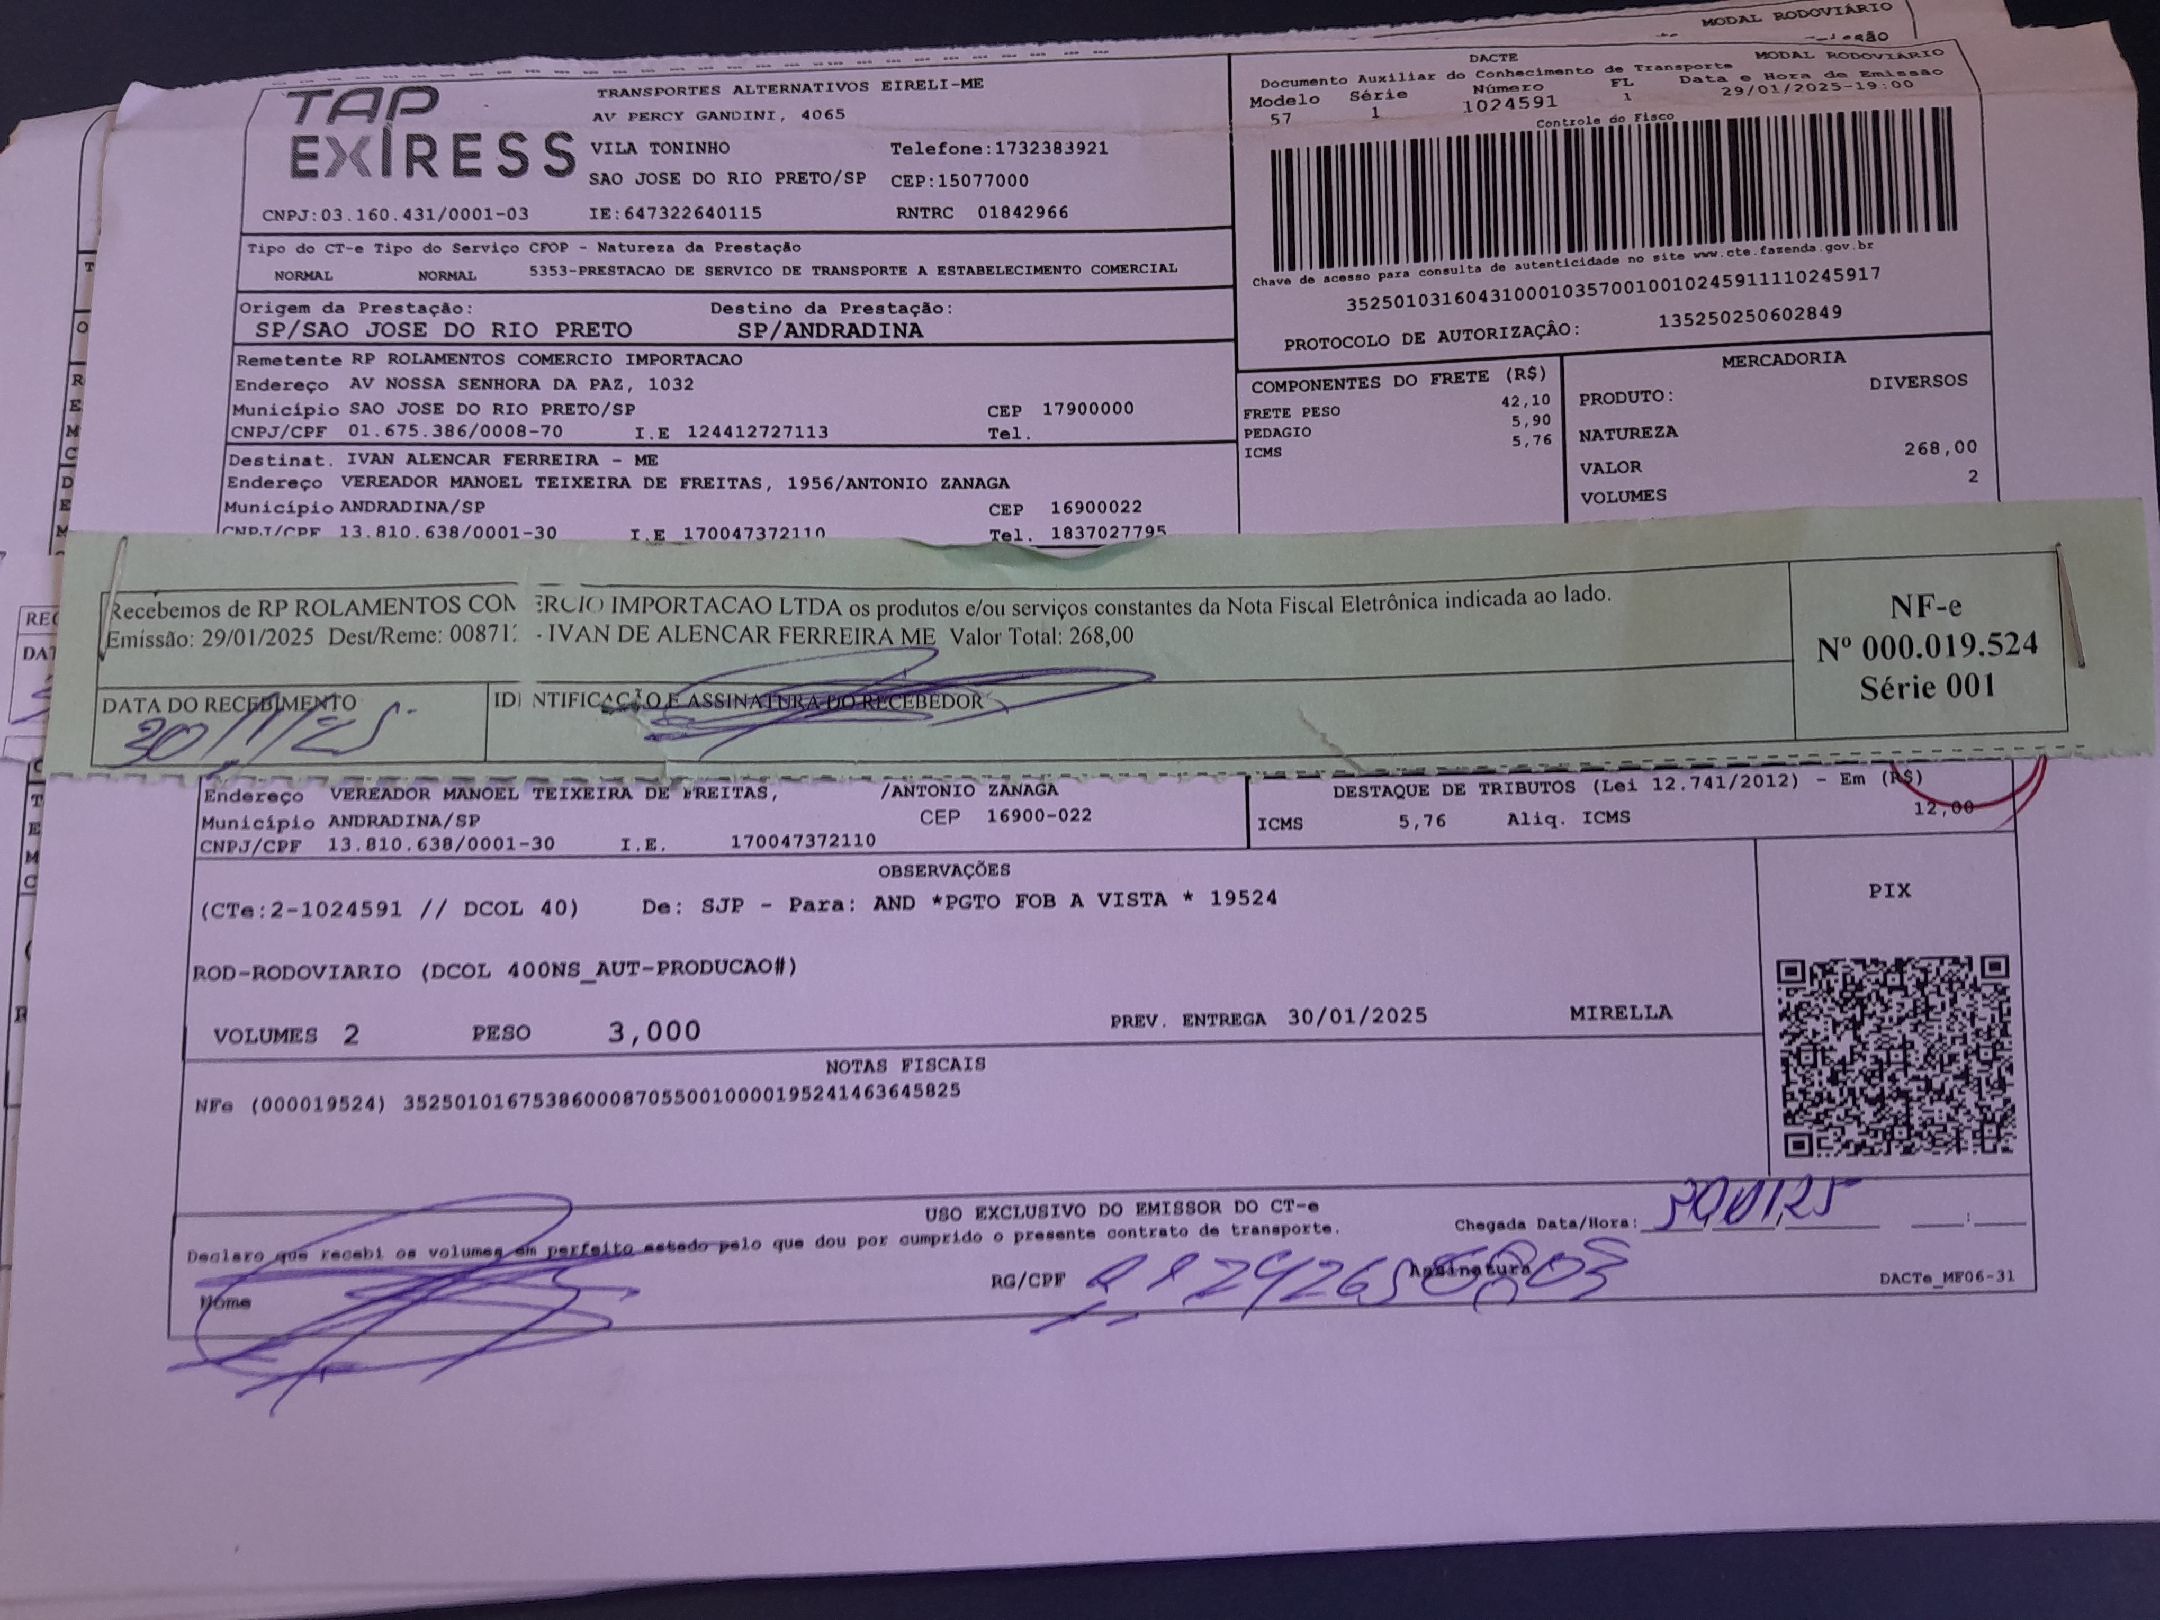 MODAL RODOVIÁRIO
TAP EXPRESS
TRANSPORTES ALTERNATIVOS EIRELI-ME
AV PERCY GANDINI, 4065
VILA TONINHO Telefone:1732383921
SAO JOSE DO RIO PRETO/SP CEP:15077000
CNPJ:03.160.431/0001-03 IE:647322640115 RNTRC 01842966
DACTE MODAL RODOVIÁRIO
Documento Auxiliar do Conhecimento de Transporte
Modelo Série Número FL Data e Hora de Emissão
57 1 1024591 1 29/01/2025-19:00
Controle do Fisco
Chave de acesso para consulta de autenticidade no site www.cte.fazenda.gov.br
35250103160431000103570010010245911110245917
PROTOCOLO DE AUTORIZAÇÃO: 135250250602849
Tipo do CT-e Tipo do Serviço CFOP - Natureza da Prestação
NORMAL NORMAL 5353-PRESTACAO DE SERVICO DE TRANSPORTE A ESTABELECIMENTO COMERCIAL
Origem da Prestação: Destino da Prestação:
SP/SAO JOSE DO RIO PRETO SP/ANDRADINA
Remetente RP ROLAMENTOS COMERCIO IMPORTACAO
Endereço AV NOSSA SENHORA DA PAZ, 1032
Município SAO JOSE DO RIO PRETO/SP CEP 17900000
CNPJ/CPF 01.675.386/0008-70 I.E 124412727113 Tel.
Destinat. IVAN ALENCAR FERREIRA - ME
Endereço VEREADOR MANOEL TEIXEIRA DE FREITAS, 1956/ANTONIO ZANAGA
Município ANDRADINA/SP CEP 16900022
CNPJ/CPF 13.810.638/0001-30 I.E 170047372110 Tel. 1837027795
COMPONENTES DO FRETE (R$)
FRETE PESO 42,10
PEDAGIO 5,90
ICMS 5,76
MERCADORIA
PRODUTO: DIVERSOS
NATUREZA
VALOR 268,00
VOLUMES 2
Recebemos de RP ROLAMENTOS COM ERCIO IMPORTACAO LTDA os produtos e/ou serviços constantes da Nota Fiscal Eletrônica indicada ao lado.
Emissão: 29/01/2025 Dest/Reme: 00871 - IVAN DE ALENCAR FERREIRA ME Valor Total: 268,00
DATA DO RECEBIMENTO IDENTIFICAÇÃO E ASSINATURA DO RECEBEDOR
30/1/25
NF-e
Nº 000.019.524
Série 001
Endereço VEREADOR MANOEL TEIXEIRA DE FREITAS, /ANTONIO ZANAGA
Município ANDRADINA/SP CEP 16900-022
CNPJ/CPF 13.810.638/0001-30 I.E. 170047372110
DESTAQUE DE TRIBUTOS (Lei 12.741/2012) - Em (R$)
ICMS 5,76 Aliq. ICMS 12,00
OBSERVAÇÕES
(CTe:2-1024591 // DCOL 40) De: SJP - Para: AND *PGTO FOB A VISTA * 19524
ROD-RODOVIARIO (DCOL 400NS_AUT-PRODUCAO#)
VOLUMES 2 PESO 3,000 PREV. ENTREGA 30/01/2025 MIRELLA
PIX
NOTAS FISCAIS
NFe (000019524) 35250101675386000870550010000195241463645825
USO EXCLUSIVO DO EMISSOR DO CT-e
Declaro que recebi os volumes em perfeito estado pelo que dou por cumprido o presente contrato de transporte.
Chegada Data/Hora: 300125
Nome RG/CPF Assinatura DACTe_MF06-31